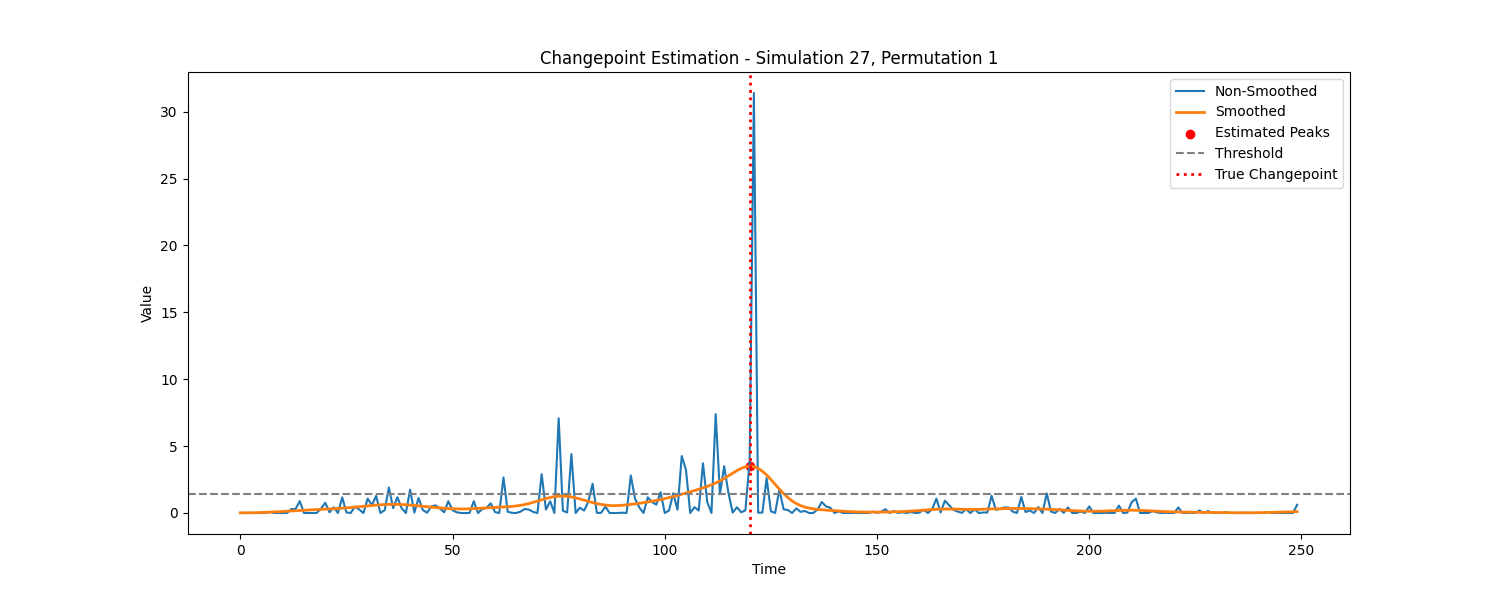 Changepoint Estimation - Simulation 27, Permutation 1
Non-Smoothed
Smoothed
Estimated Peaks
Threshold
True Changepoint
30
25
20
15
10
5
0
Value
0 50 100 150 200 250
Time